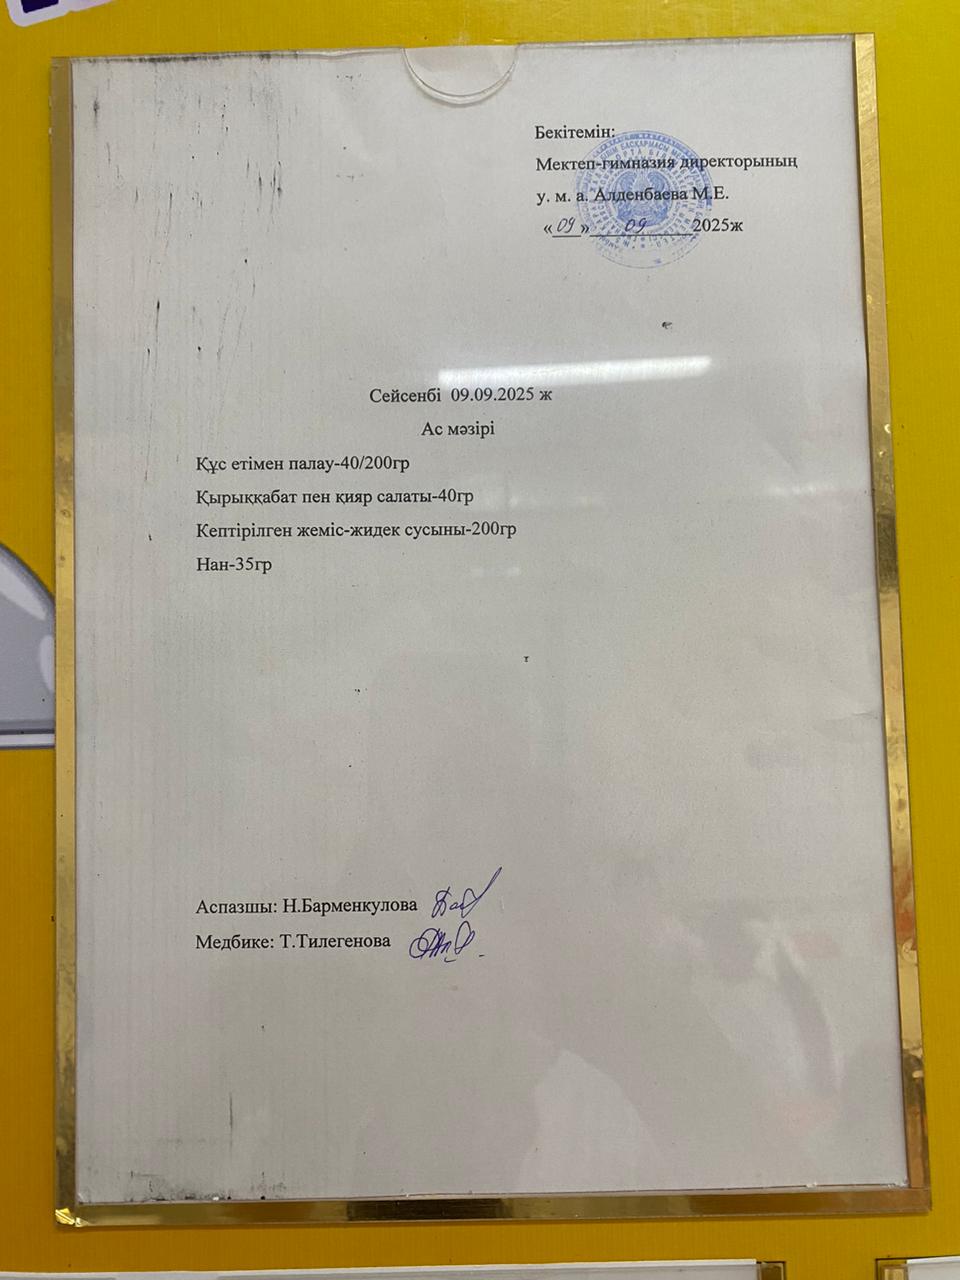 Бекітемін:
Мектеп-гимназия директорының
у. м. а. Алденбаева М.Е.
«09» 09 2025ж
Сейсенбі 09.09.2025 ж
Ас мәзірі
Құс етімен палау-40/200гр
Қырыққабат пен қияр салаты-40гр
Кептірілген жеміс-жидек сусыны-200гр
Нан-35гр
Аспазшы: Н.Барменкулова
Медбике: Т.Тилегенова